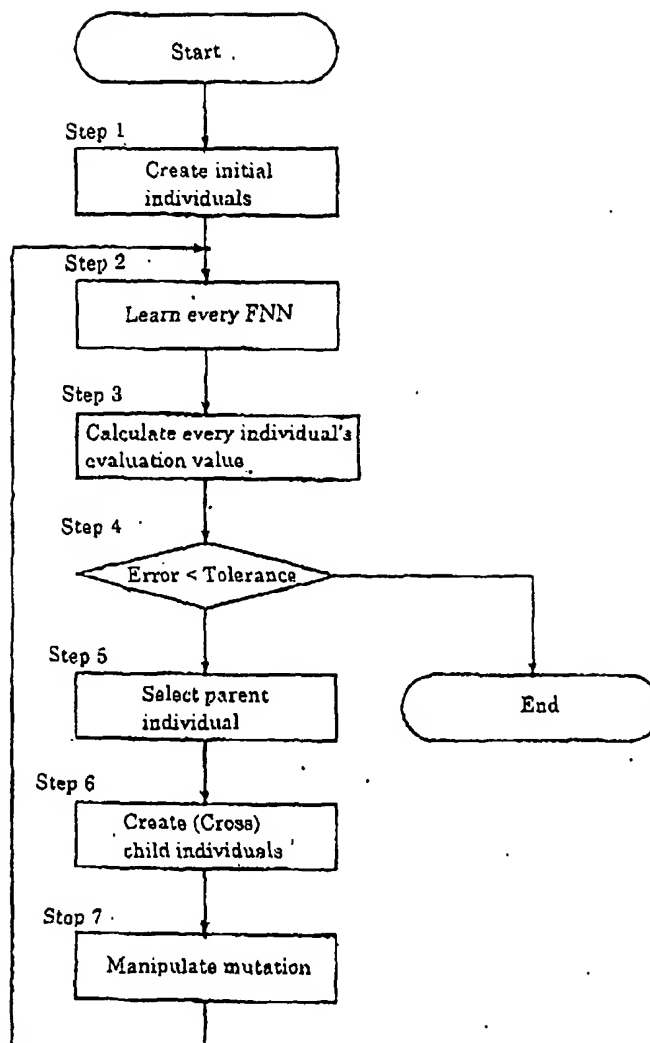 Start
Step 1
Create initial
individuals
Step 2
Learn every FNN
Step 3
Calculate every individual's
evaluation value
Step 4
Error < Tolerance
Step 5
Select parent
individual
End
Step 6
Create (Cross)
child individuals
Stop 7
Manipulate mutation